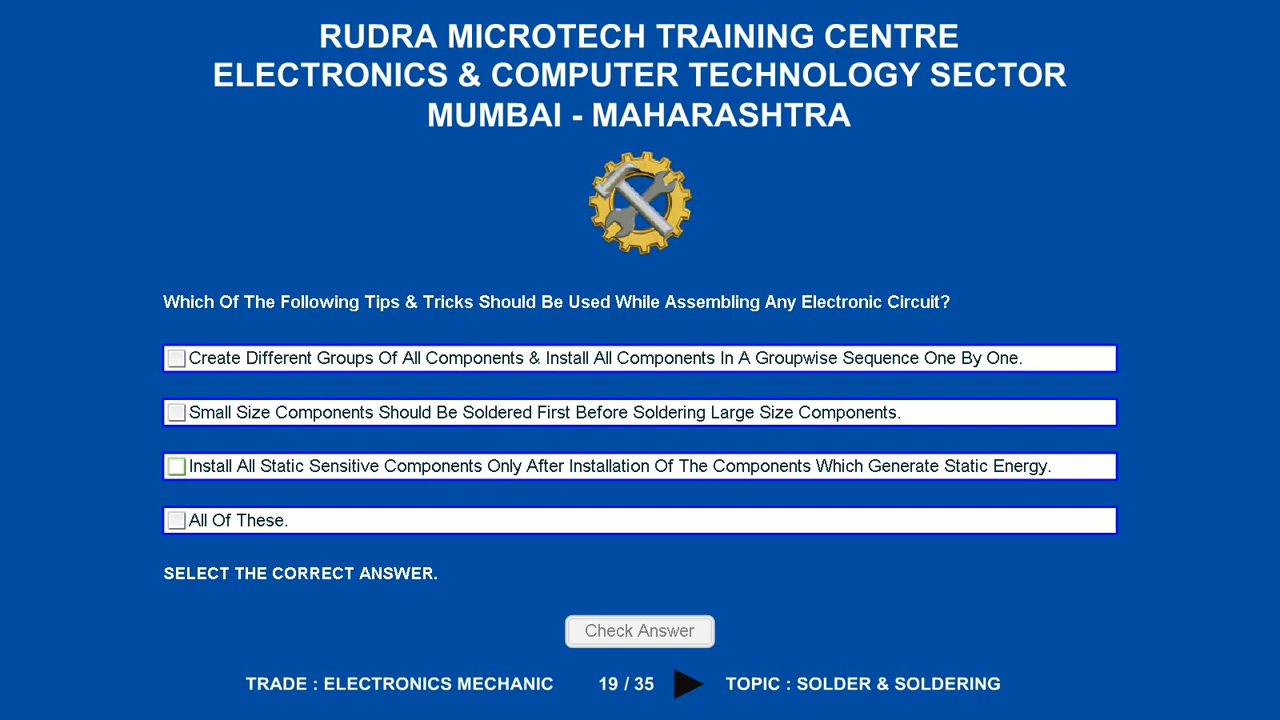 RUDRA MICROTECH TRAINING CENTRE
ELECTRONICS & COMPUTER TECHNOLOGY SECTOR
MUMBAI - MAHARASHTRA
Which Of The Following Tips & Tricks Should Be Used While Assembling Any Electronic Circuit?
Create Different Groups Of All Components & Install All Components In A Groupwise Sequence One By One.
Small Size Components Should Be Soldered First Before Soldering Large Size Components.
Install All Static Sensitive Components Only After Installation Of The Components Which Generate Static Energy.
All Of These.
SELECT THE CORRECT ANSWER.
Check Answer
TRADE : ELECTRONICS MECHANIC 19 / 35 TOPIC : SOLDER & SOLDERING